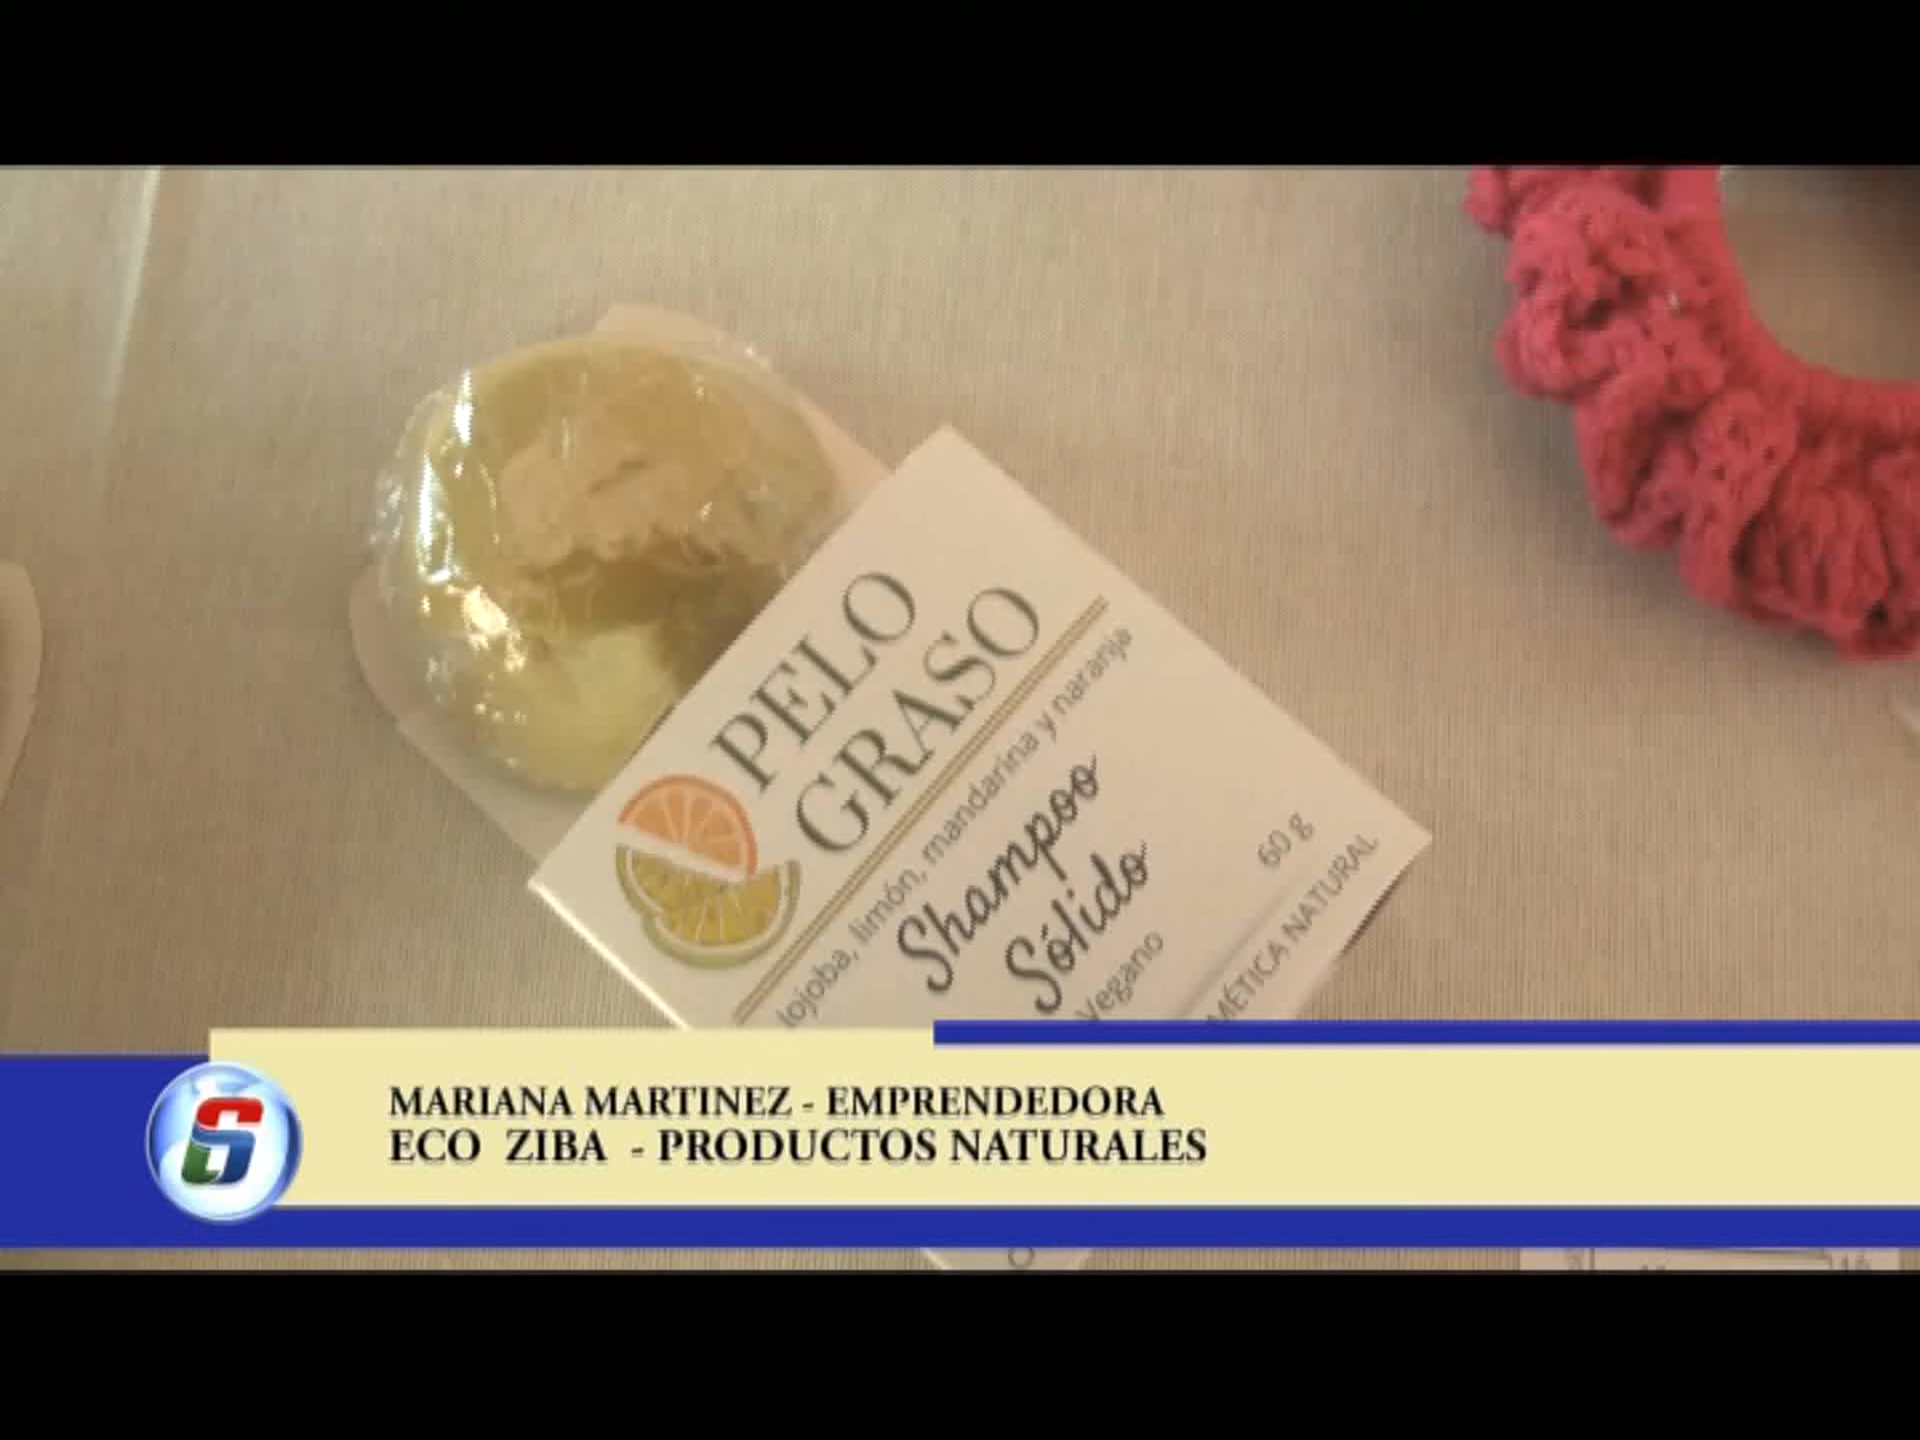 PELO
GRASO
Jojoba, limón, mandarina y naranja
Shampoo
Sólido
Vegano
60 g
MÉTICA NATURAL
MARIANA MARTINEZ - EMPRENDEDORA
ECO ZIBA - PRODUCTOS NATURALES